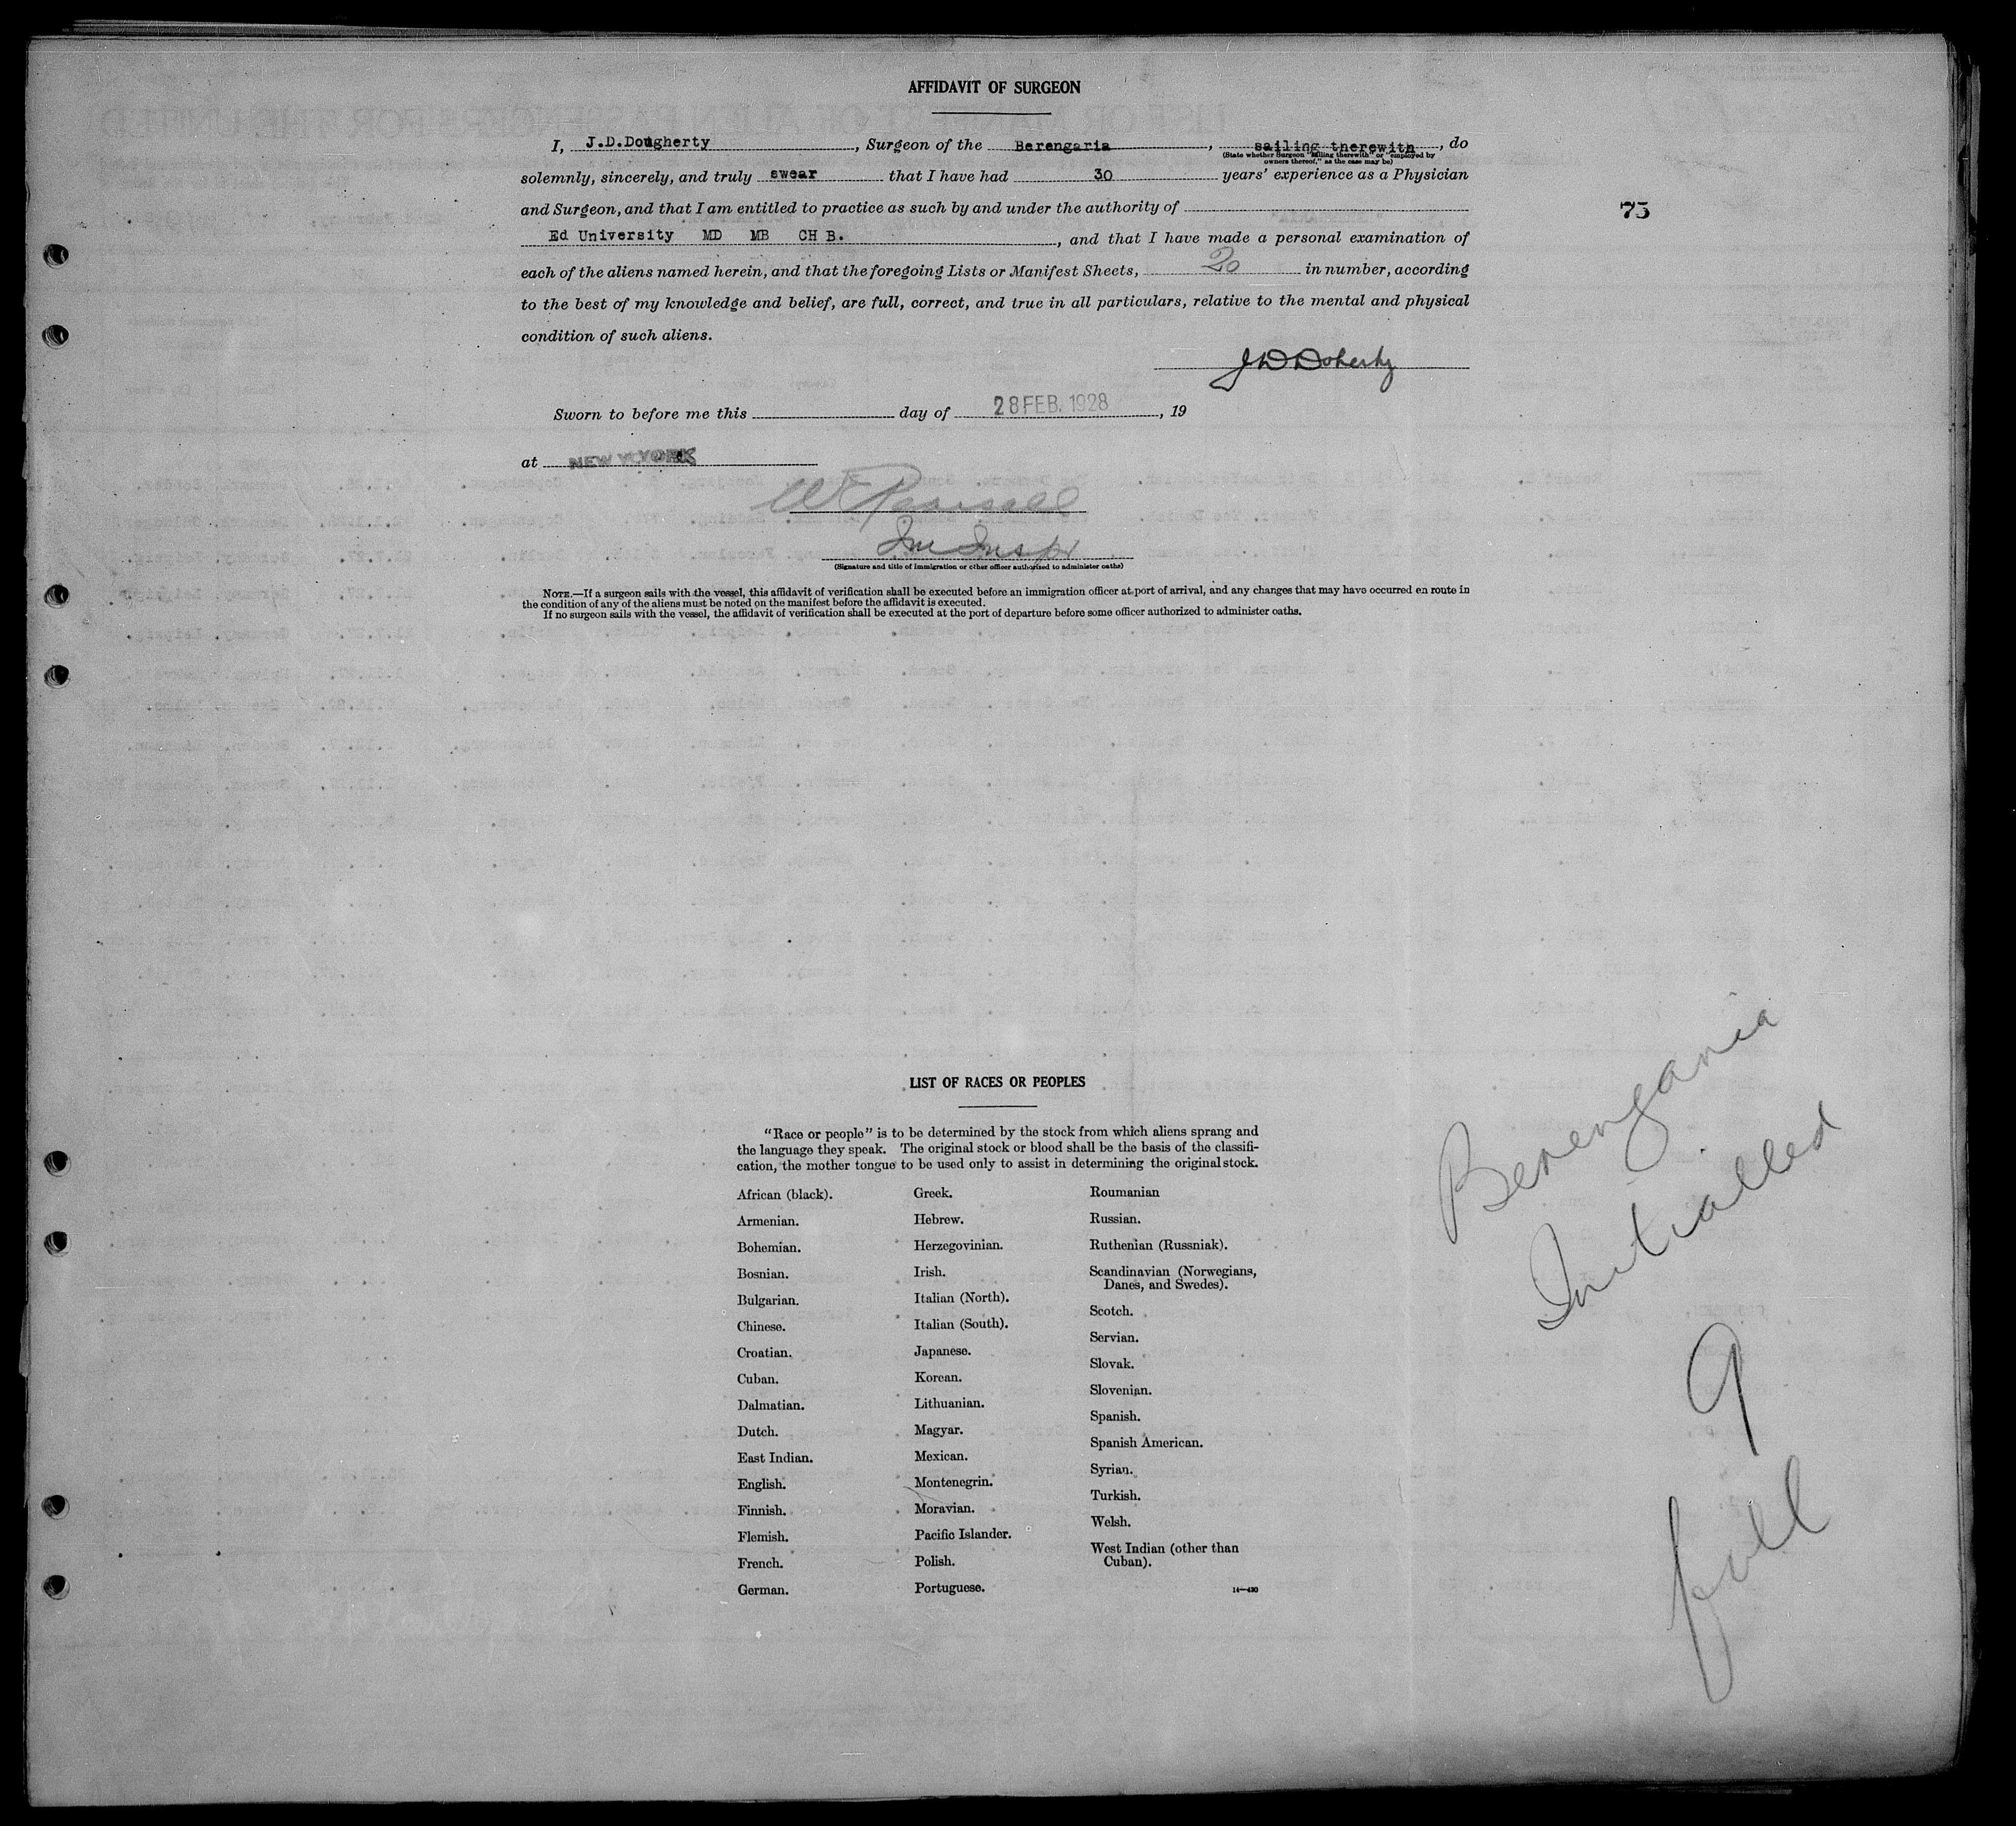 AFFIDAVIT OF SURGEON
I, J.D.Dougherty, Surgeon of the Berengaria, sailing therewith, do
(State whether Surgeon "sailing therewith" or "employed by
owners thereof," as the case may be)
solemnly, sincerely, and truly swear that I have had 30 years' experience as a Physician
75
and Surgeon, and that I am entitled to practice as such by and under the authority of
Ed University MD MB CH B., and that I have made a personal examination of
each of the aliens named herein, and that the foregoing Lists or Manifest Sheets, 20 in number, according
to the best of my knowledge and belief, are full, correct, and true in all particulars, relative to the mental and physical
condition of such aliens.
J D Doherty
Sworn to before me this day of 28 FEB. 1928, 19
at NEW YORK
Im Inspr
(Signature and title of immigration or other officer authorized to administer oaths)
NOTE.—If a surgeon sails with the vessel, this affidavit of verification shall be executed before an immigration officer at port of arrival, and any changes that may have occurred en route in
the condition of any of the aliens must be noted on the manifest before the affidavit is executed.
If no surgeon sails with the vessel, the affidavit of verification shall be executed at the port of departure before some officer authorized to administer oaths.
LIST OF RACES OR PEOPLES
"Race or people" is to be determined by the stock from which aliens sprang and
the language they speak. The original stock or blood shall be the basis of the classifi-
cation, the mother tongue to be used only to assist in determining the original stock.
African (black).
Armenian.
Bohemian.
Bosnian.
Bulgarian.
Chinese.
Croatian.
Cuban.
Dalmatian.
Dutch.
East Indian.
English.
Finnish.
Flemish.
French.
German.
Greek.
Hebrew.
Herzegovinian.
Irish.
Italian (North).
Italian (South).
Japanese.
Korean.
Lithuanian.
Magyar.
Mexican.
Montenegrin.
Moravian.
Pacific Islander.
Polish.
Portuguese.
Roumanian
Russian.
Ruthenian (Russniak).
Scandinavian (Norwegians,
Danes, and Swedes).
Scotch.
Servian.
Slovak.
Slovenian.
Spanish.
Spanish American.
Syrian.
Turkish.
Welsh.
West Indian (other than
Cuban).
14—430
Berengaria
Initialled
9
full